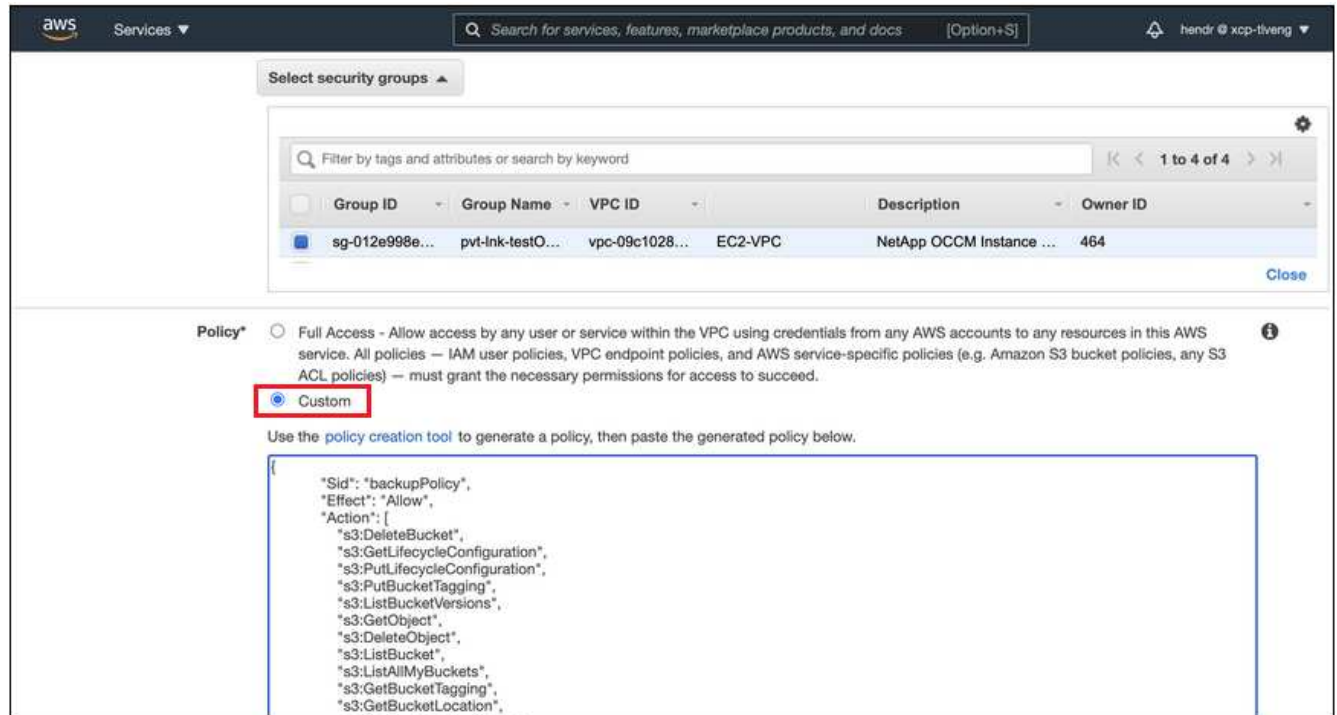 aws Services ▼ Search for services, features, marketplace products, and docs [Option+S] hendr @ xcp-tlveng ▼
Select security groups ▲
Filter by tags and attributes or search by keyword 1 to 4 of 4
Group ID Group Name VPC ID Description Owner ID
sg-012e998e... pvt-lnk-testO... vpc-09c1028... EC2-VPC NetApp OCCM Instance ... 464
Close
Policy* Full Access - Allow access by any user or service within the VPC using credentials from any AWS accounts to any resources in this AWS
service. All policies — IAM user policies, VPC endpoint policies, and AWS service-specific policies (e.g. Amazon S3 bucket policies, any S3
ACL policies) — must grant the necessary permissions for access to succeed.
Custom
Use the policy creation tool to generate a policy, then paste the generated policy below.
{
"Sid": "backupPolicy",
"Effect": "Allow",
"Action": [
"s3:DeleteBucket",
"s3:GetLifecycleConfiguration",
"s3:PutLifecycleConfiguration",
"s3:PutBucketTagging",
"s3:ListBucketVersions",
"s3:GetObject",
"s3:DeleteObject",
"s3:ListBucket",
"s3:ListAllMyBuckets",
"s3:GetBucketTagging",
"s3:GetBucketLocation",